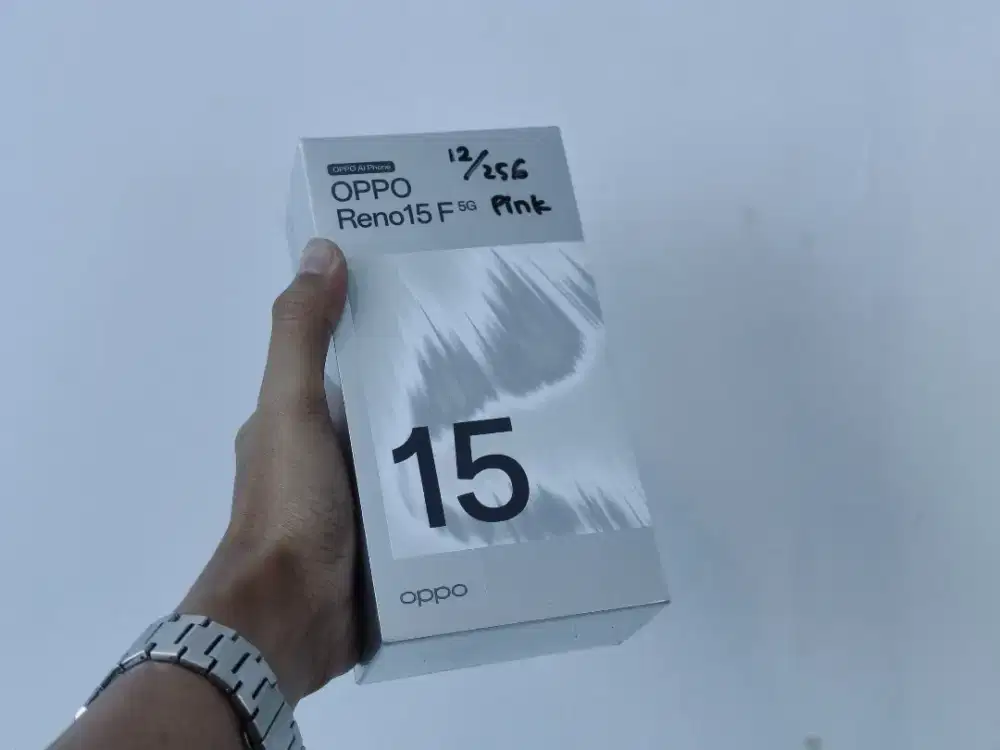 OPPO AI Phone
OPPO
Reno15 F 5G
12/256
Pink
15
oppo